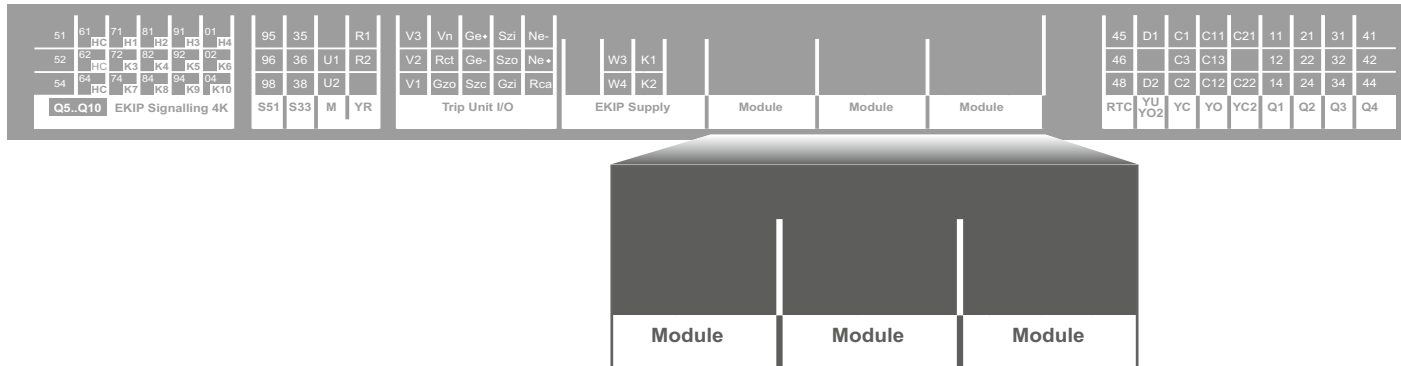 51 61 HC 71 H1 81 H2 91 H3 01 H4 95 35 R1 V3 Vn Ge+ Szi Ne- 45 D1 C1 C11 C21 11 21 31 41
52 62 HC 72 K3 82 K4 92 K5 02 K6 96 36 U1 R2 V2 Rct Ge- Szo Ne+ W3 K1 46 C3 C13 12 22 32 42
54 64 HC 74 K7 84 K8 94 K9 04 K10 98 38 U2 V1 Gzo Szc Gzi Rca W4 K2 48 D2 C2 C12 C22 14 24 34 44
Q5..Q10 EKIP Signalling 4K S51 S33 M YR Trip Unit I/O EKIP Supply Module Module Module RTC YU YO2 YC YO YC2 Q1 Q2 Q3 Q4
Module Module Module